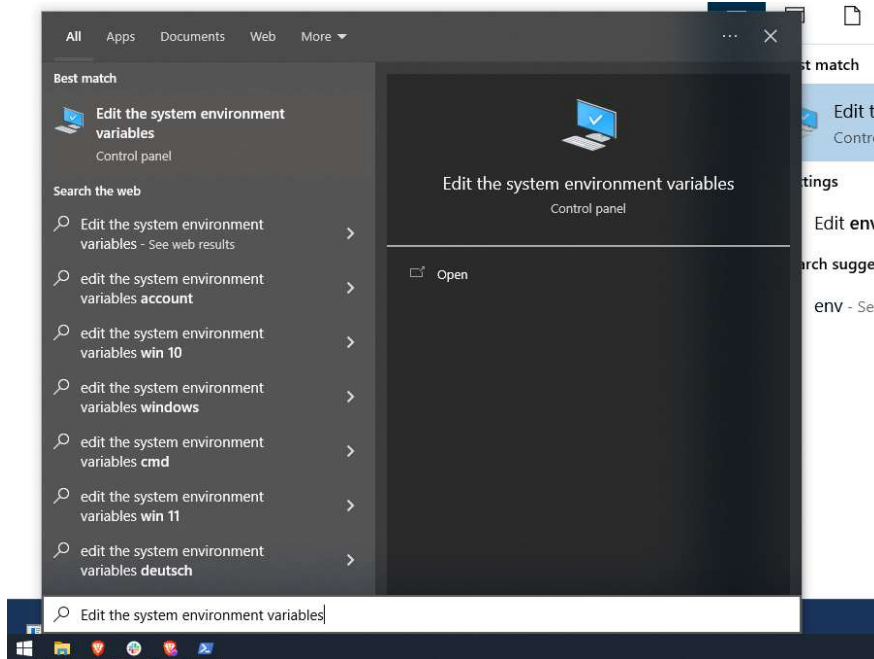 All Apps Documents Web More
Best match
Edit the system environment
variables
Control panel
Search the web
Edit the system environment
variables - See web results
edit the system environment
variables account
edit the system environment
variables win 10
edit the system environment
variables windows
edit the system environment
variables cmd
edit the system environment
variables win 11
edit the system environment
variables deutsch
Edit the system environment variables
Edit the system environment variables
Control panel
Open
st match
Edit t
Contr
tings
Edit env
arch sugge
env - Se